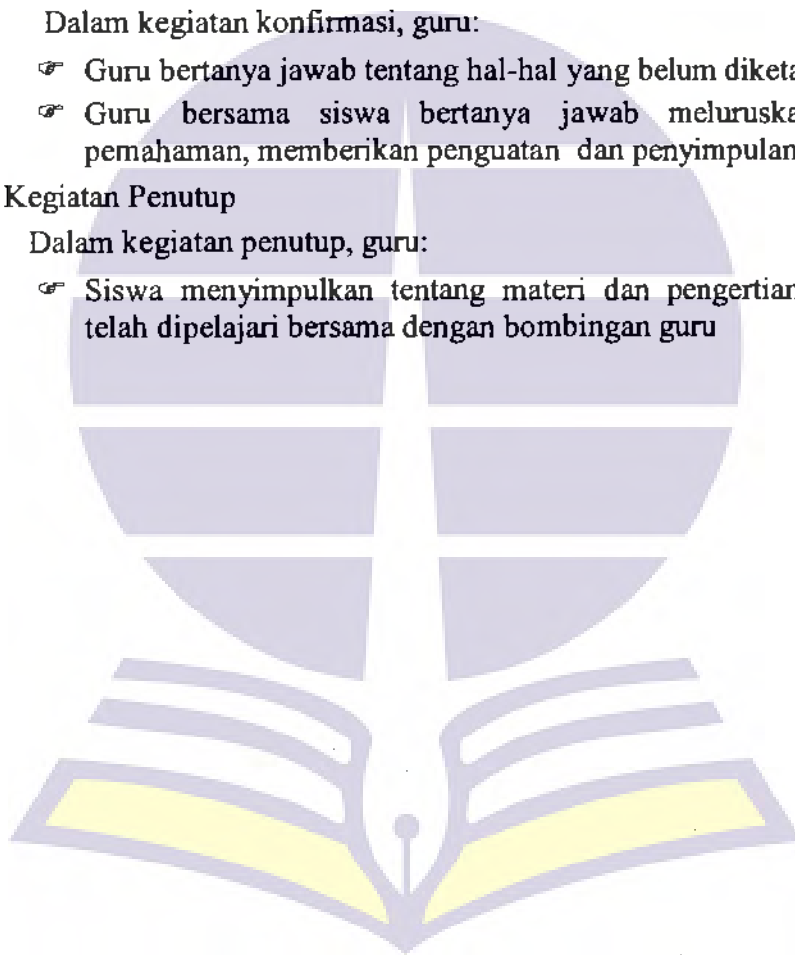 Dalam kegiatan konfirmasi, guru:
☞ Guru bertanya jawab tentang hal-hal yang belum
☞ Guru bersama siswa bertanya jawab
pemahaman, memberikan penguatan dan penyimpulan
Kegiatan Penutup
Dalam kegiatan penutup, guru:
☞ Siswa menyimpulkan tentang materi dan pengertian
telah dipelajari bersama dengan bombingan guru